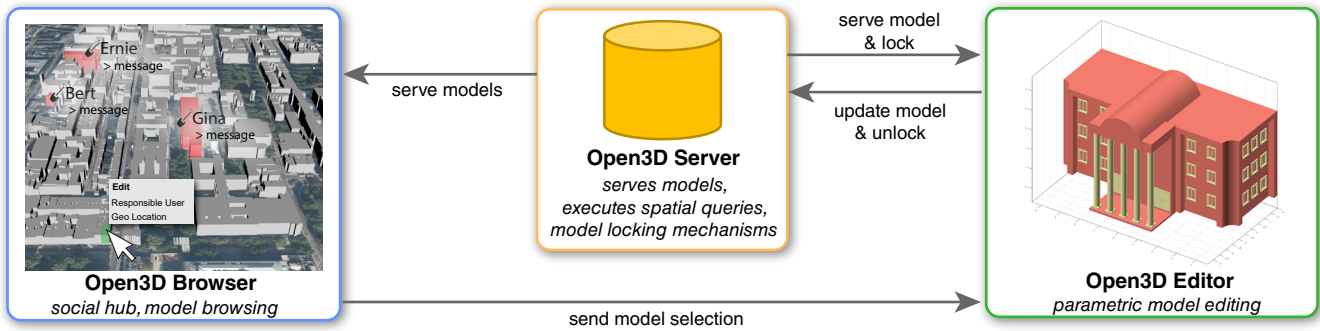 Ernie
> message
Bert
> message
Gina
> message
Edit
Responsible User
Geo Location
Open3D Browser
social hub, model browsing
serve models
Open3D Server
serves models,
executes spatial queries,
model locking mechanisms
serve model
& lock
update model
& unlock
Open3D Editor
parametric model editing
send model selection